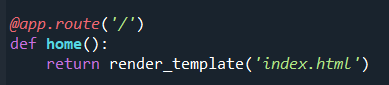 @app.route('/')
def home():
    return render_template('index.html')